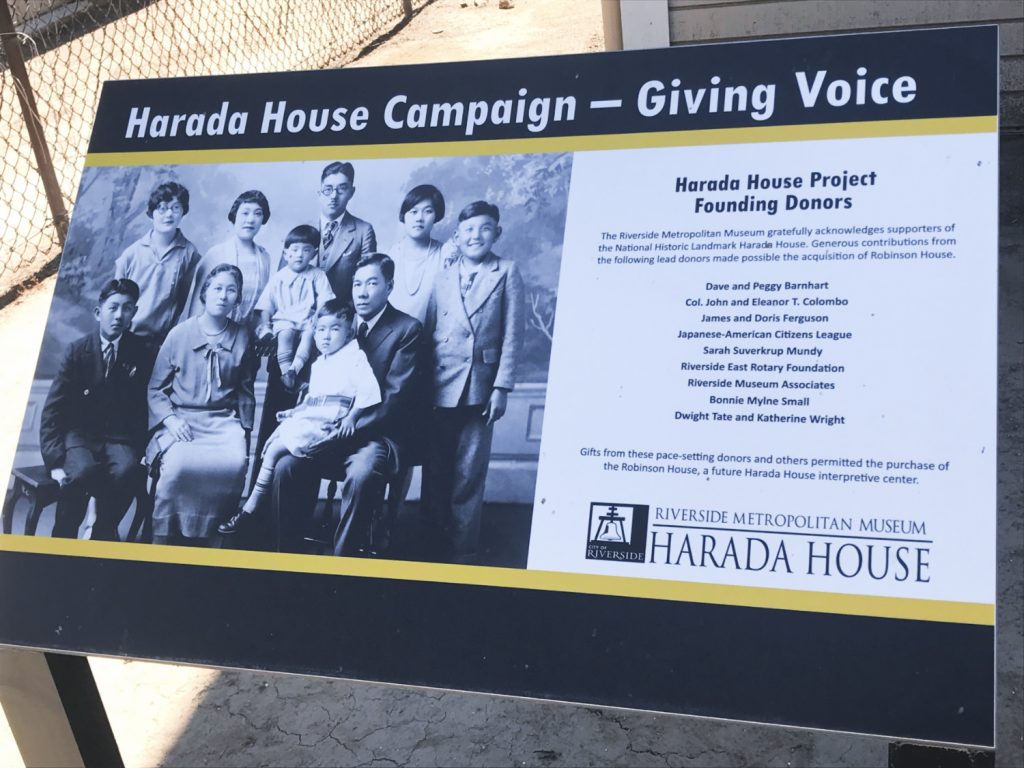 Harada House Campaign – Giving Voice
Harada House Project
Founding Donors
The Riverside Metropolitan Museum gratefully acknowledges supporters of
the National Historic Landmark Harada House. Generous contributions from
the following lead donors made possible the acquisition of Robinson House.
Dave and Peggy Barnhart
Col. John and Eleanor T. Colombo
James and Doris Ferguson
Japanese-American Citizens League
Sarah Suverkrup Mundy
Riverside East Rotary Foundation
Riverside Museum Associates
Bonnie Mylne Small
Dwight Tate and Katherine Wright
Gifts from these pace-setting donors and others permitted the purchase of
the Robinson House, a future Harada House interpretive center.
CITY OF
RIVERSIDE
RIVERSIDE METROPOLITAN MUSEUM
HARADA HOUSE